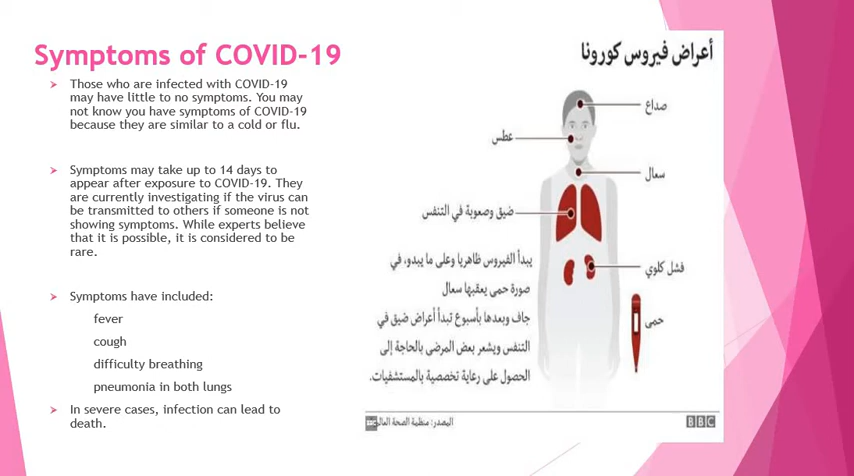 Symptoms of COVID-19
Those who are infected with COVID-19
may have little to no symptoms. You may
not know you have symptoms of COVID-19
because they are similar to a cold or flu.
Symptoms may take up to 14 days to
appear after exposure to COVID-19. They
are currently investigating if the virus can
be transmitted to others if someone is not
showing symptoms. While experts believe
that it is possible, it is considered to be
rare.
Symptoms have included:
fever
cough
difficulty breathing
pneumonia in both lungs
In severe cases, infection can lead to
death.
أعراض فيروس كورونا
صداع
عطس
سعال
ضيق وصعوبة في التنفس
فشل كلوي
حمى
يبدأ الفيروس ظاهريا وعلى ما يبدو، في
صورة حمى يعقبها سعال
جاف وبعدها بأسبوع تبدأ أعراض ضيق في
التنفس ويشعر بعض المرضى بالحاجة إلى
الحصول على رعاية تخصصية بالمستشفيات.
المصدر: منظمة الصحة العال
BBC
BBC